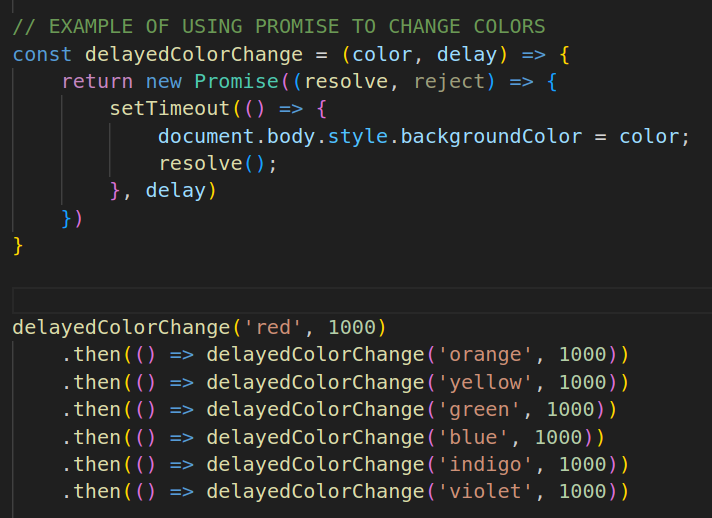 // EXAMPLE OF USING PROMISE TO CHANGE COLORS
const delayedColorChange = (color, delay) => {
    return new Promise((resolve, reject) => {
        setTimeout(() => {
            document.body.style.backgroundColor = color;
            resolve();
        }, delay)
    })
}

delayedColorChange('red', 1000)
    .then(() => delayedColorChange('orange', 1000))
    .then(() => delayedColorChange('yellow', 1000))
    .then(() => delayedColorChange('green', 1000))
    .then(() => delayedColorChange('blue', 1000))
    .then(() => delayedColorChange('indigo', 1000))
    .then(() => delayedColorChange('violet', 1000))